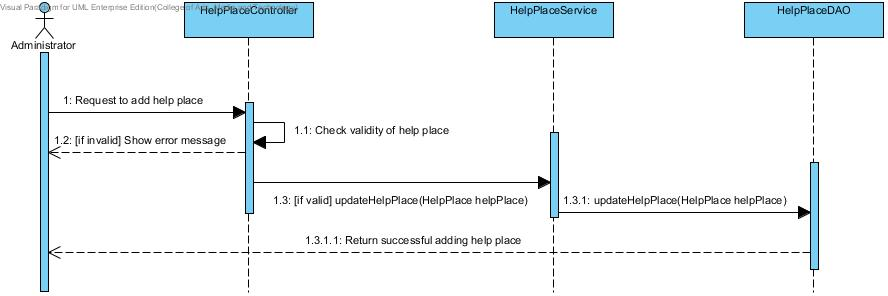 Visual Paradigm for UML Enterprise Edition(College of
HelpPlaceController
HelpPlaceService
HelpPlaceDAO
Administrator
1: Request to add help place
1.1: Check validity of help place
1.2: [if invalid] Show error message
1.3: [if valid] updateHelpPlace(HelpPlace helpPlace)
1.3.1: updateHelpPlace(HelpPlace helpPlace)
1.3.1.1: Return successful adding help place